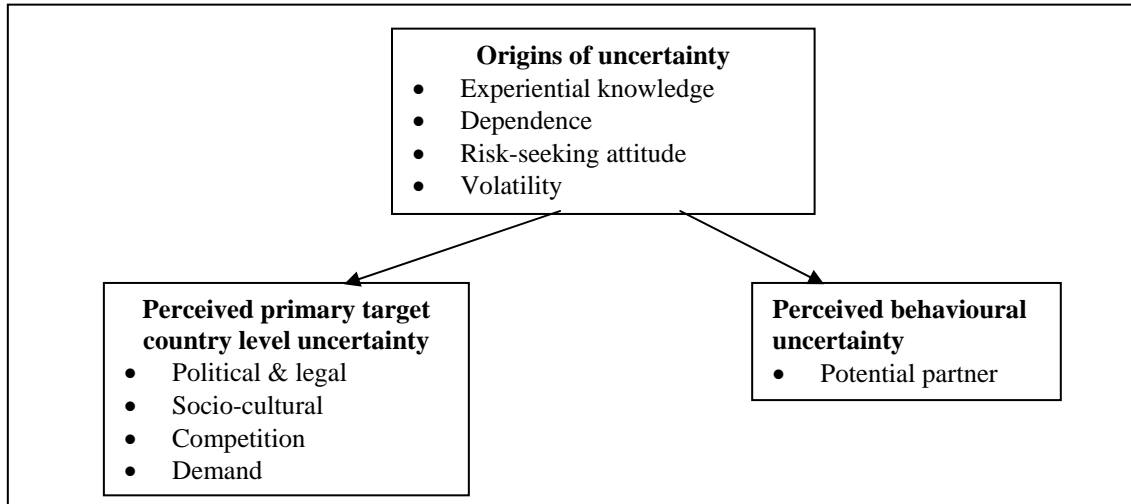 Origins of uncertainty
• Experiential knowledge
• Dependence
• Risk-seeking attitude
• Volatility
Perceived primary target
country level uncertainty
• Political & legal
• Socio-cultural
• Competition
• Demand
Perceived behavioural
uncertainty
• Potential partner